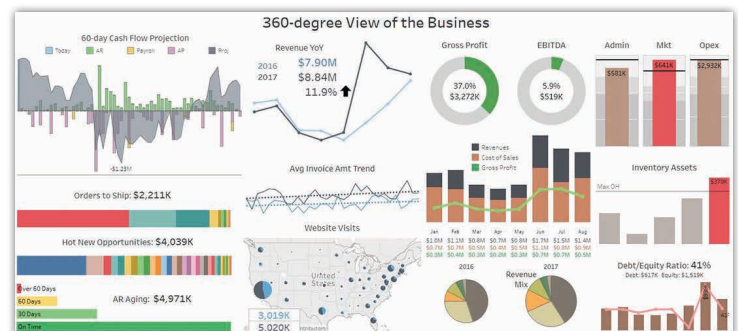 360-degree View of the Business
60-day Cash Flow Projection
Today AR Payroll AP Proj
-$1.23M
Revenue YoY
2016 $7.90M
2017 $8.84M
11.9%
Gross Profit
37.0%
$3,272K
EBITDA
5.9%
$519K
Admin Mkt Opex
$581K $641K $2,932K
Orders to Ship: $2,211K
Hot New Opportunities: $4,039K
AR Aging: $4,971K
Over 60 Days
60 Days
30 Days
On Time
Avg Invoice Amt Trend
Website Visits
United
States
3,019K
5,020K
Revenues
Cost of Sales
Gross Profit
Jan Feb Mar Apr May Jun Jul Aug
$1.0M $1.1M $0.8M $0.7M $0.8M $1.7M $1.5M $1.4M
2016 2017
Revenue
Mix
Inventory Assets
Max OH
Debt/Equity Ratio: 41%
Debt: $617K Equity: $1,519K